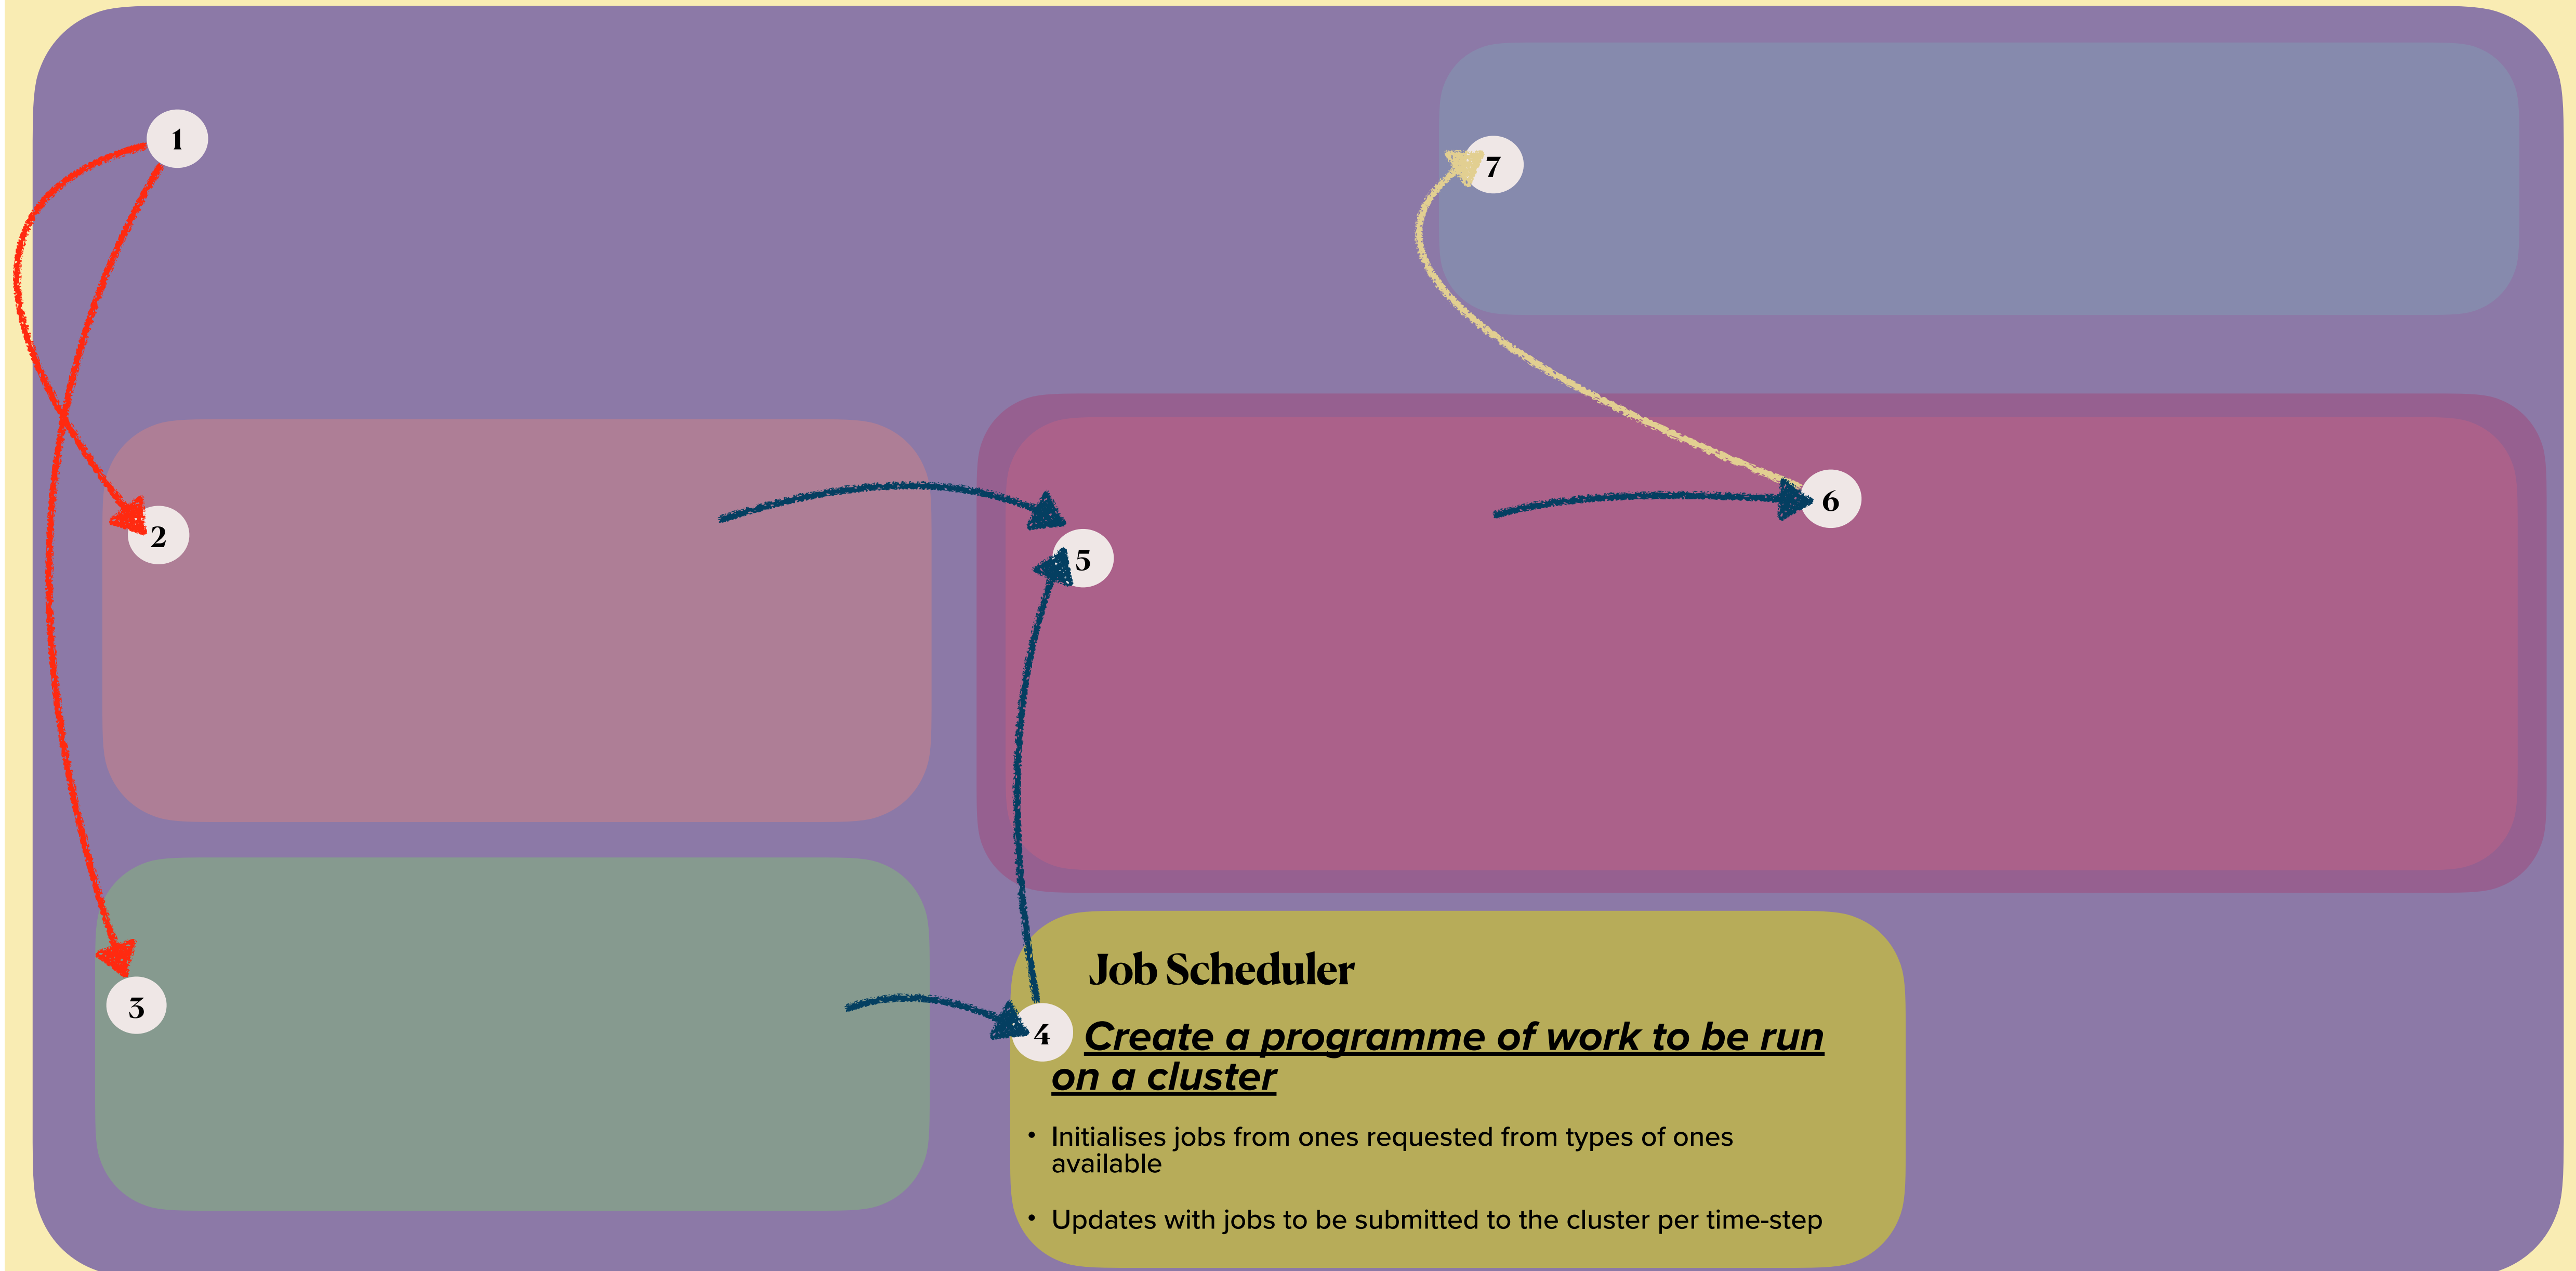 1
7
2
5
6
3
Job Scheduler
4
Create a programme of work to be run
on a cluster
• Initialises jobs from ones requested from types of ones
available
• Updates with jobs to be submitted to the cluster per time-step